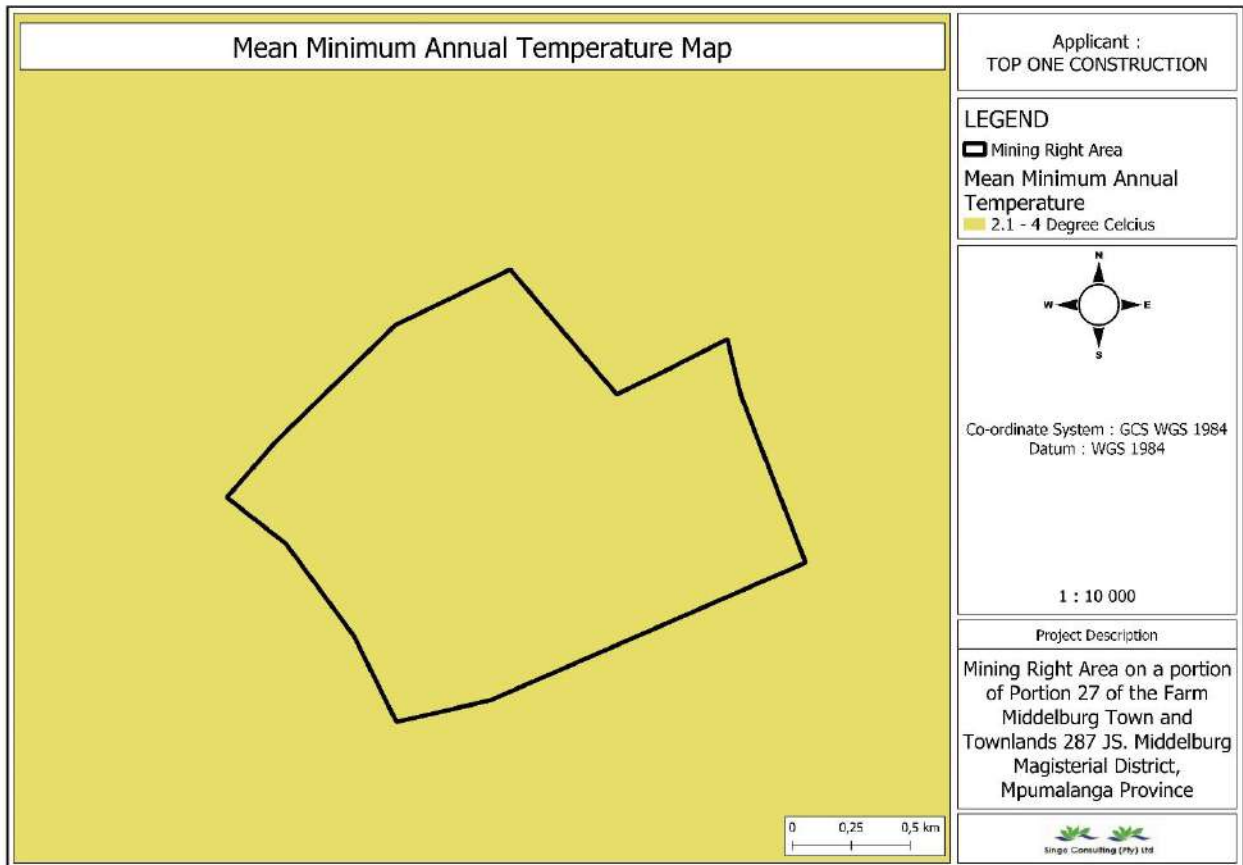 Mean Minimum Annual Temperature Map
Applicant :
TOP ONE CONSTRUCTION
LEGEND
Mining Right Area
Mean Minimum Annual
Temperature
2.1 - 4 Degree Celcius
N
W E
S
Co-ordinate System : GCS WGS 1984
Datum : WGS 1984
1 : 10 000
Project Description
Mining Right Area on a portion
of Portion 27 of the Farm
Middelburg Town and
Townlands 287 JS. Middelburg
Magisterial District,
Mpumalanga Province
0 0,25 0,5 km
Singo Consulting (Pty) Ltd